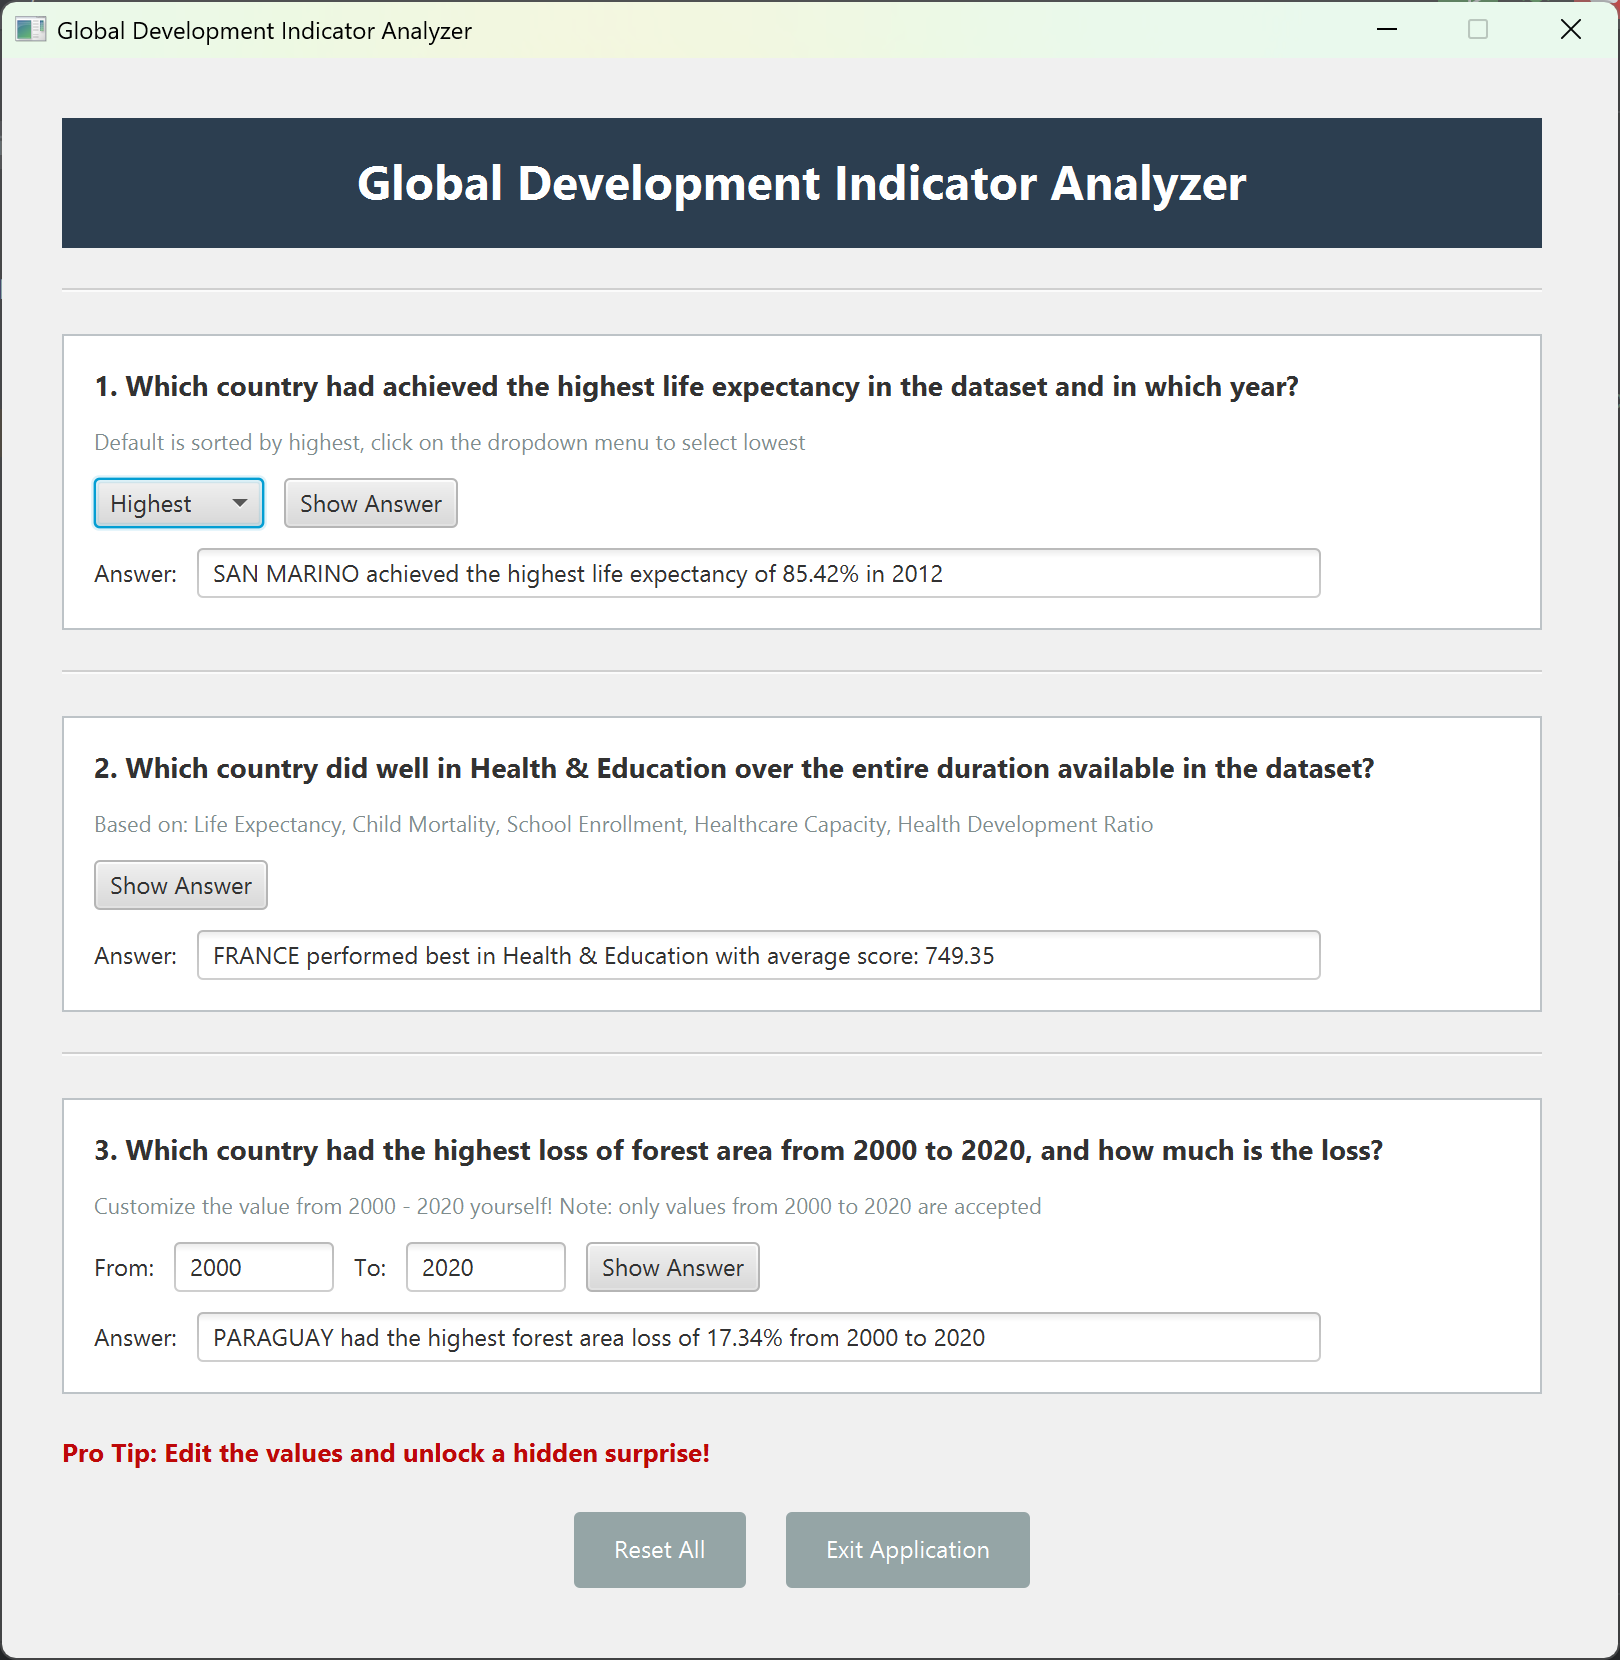 Global Development Indicator Analyzer
Global Development Indicator Analyzer
1. Which country had achieved the highest life expectancy in the dataset and in which year?
Default is sorted by highest, click on the dropdown menu to select lowest
Highest Show Answer
Answer: SAN MARINO achieved the highest life expectancy of 85.42% in 2012
2. Which country did well in Health & Education over the entire duration available in the dataset?
Based on: Life Expectancy, Child Mortality, School Enrollment, Healthcare Capacity, Health Development Ratio
Show Answer
Answer: FRANCE performed best in Health & Education with average score: 749.35
3. Which country had the highest loss of forest area from 2000 to 2020, and how much is the loss?
Customize the value from 2000 - 2020 yourself! Note: only values from 2000 to 2020 are accepted
From: 2000 To: 2020 Show Answer
Answer: PARAGUAY had the highest forest area loss of 17.34% from 2000 to 2020
Pro Tip: Edit the values and unlock a hidden surprise!
Reset All Exit Application